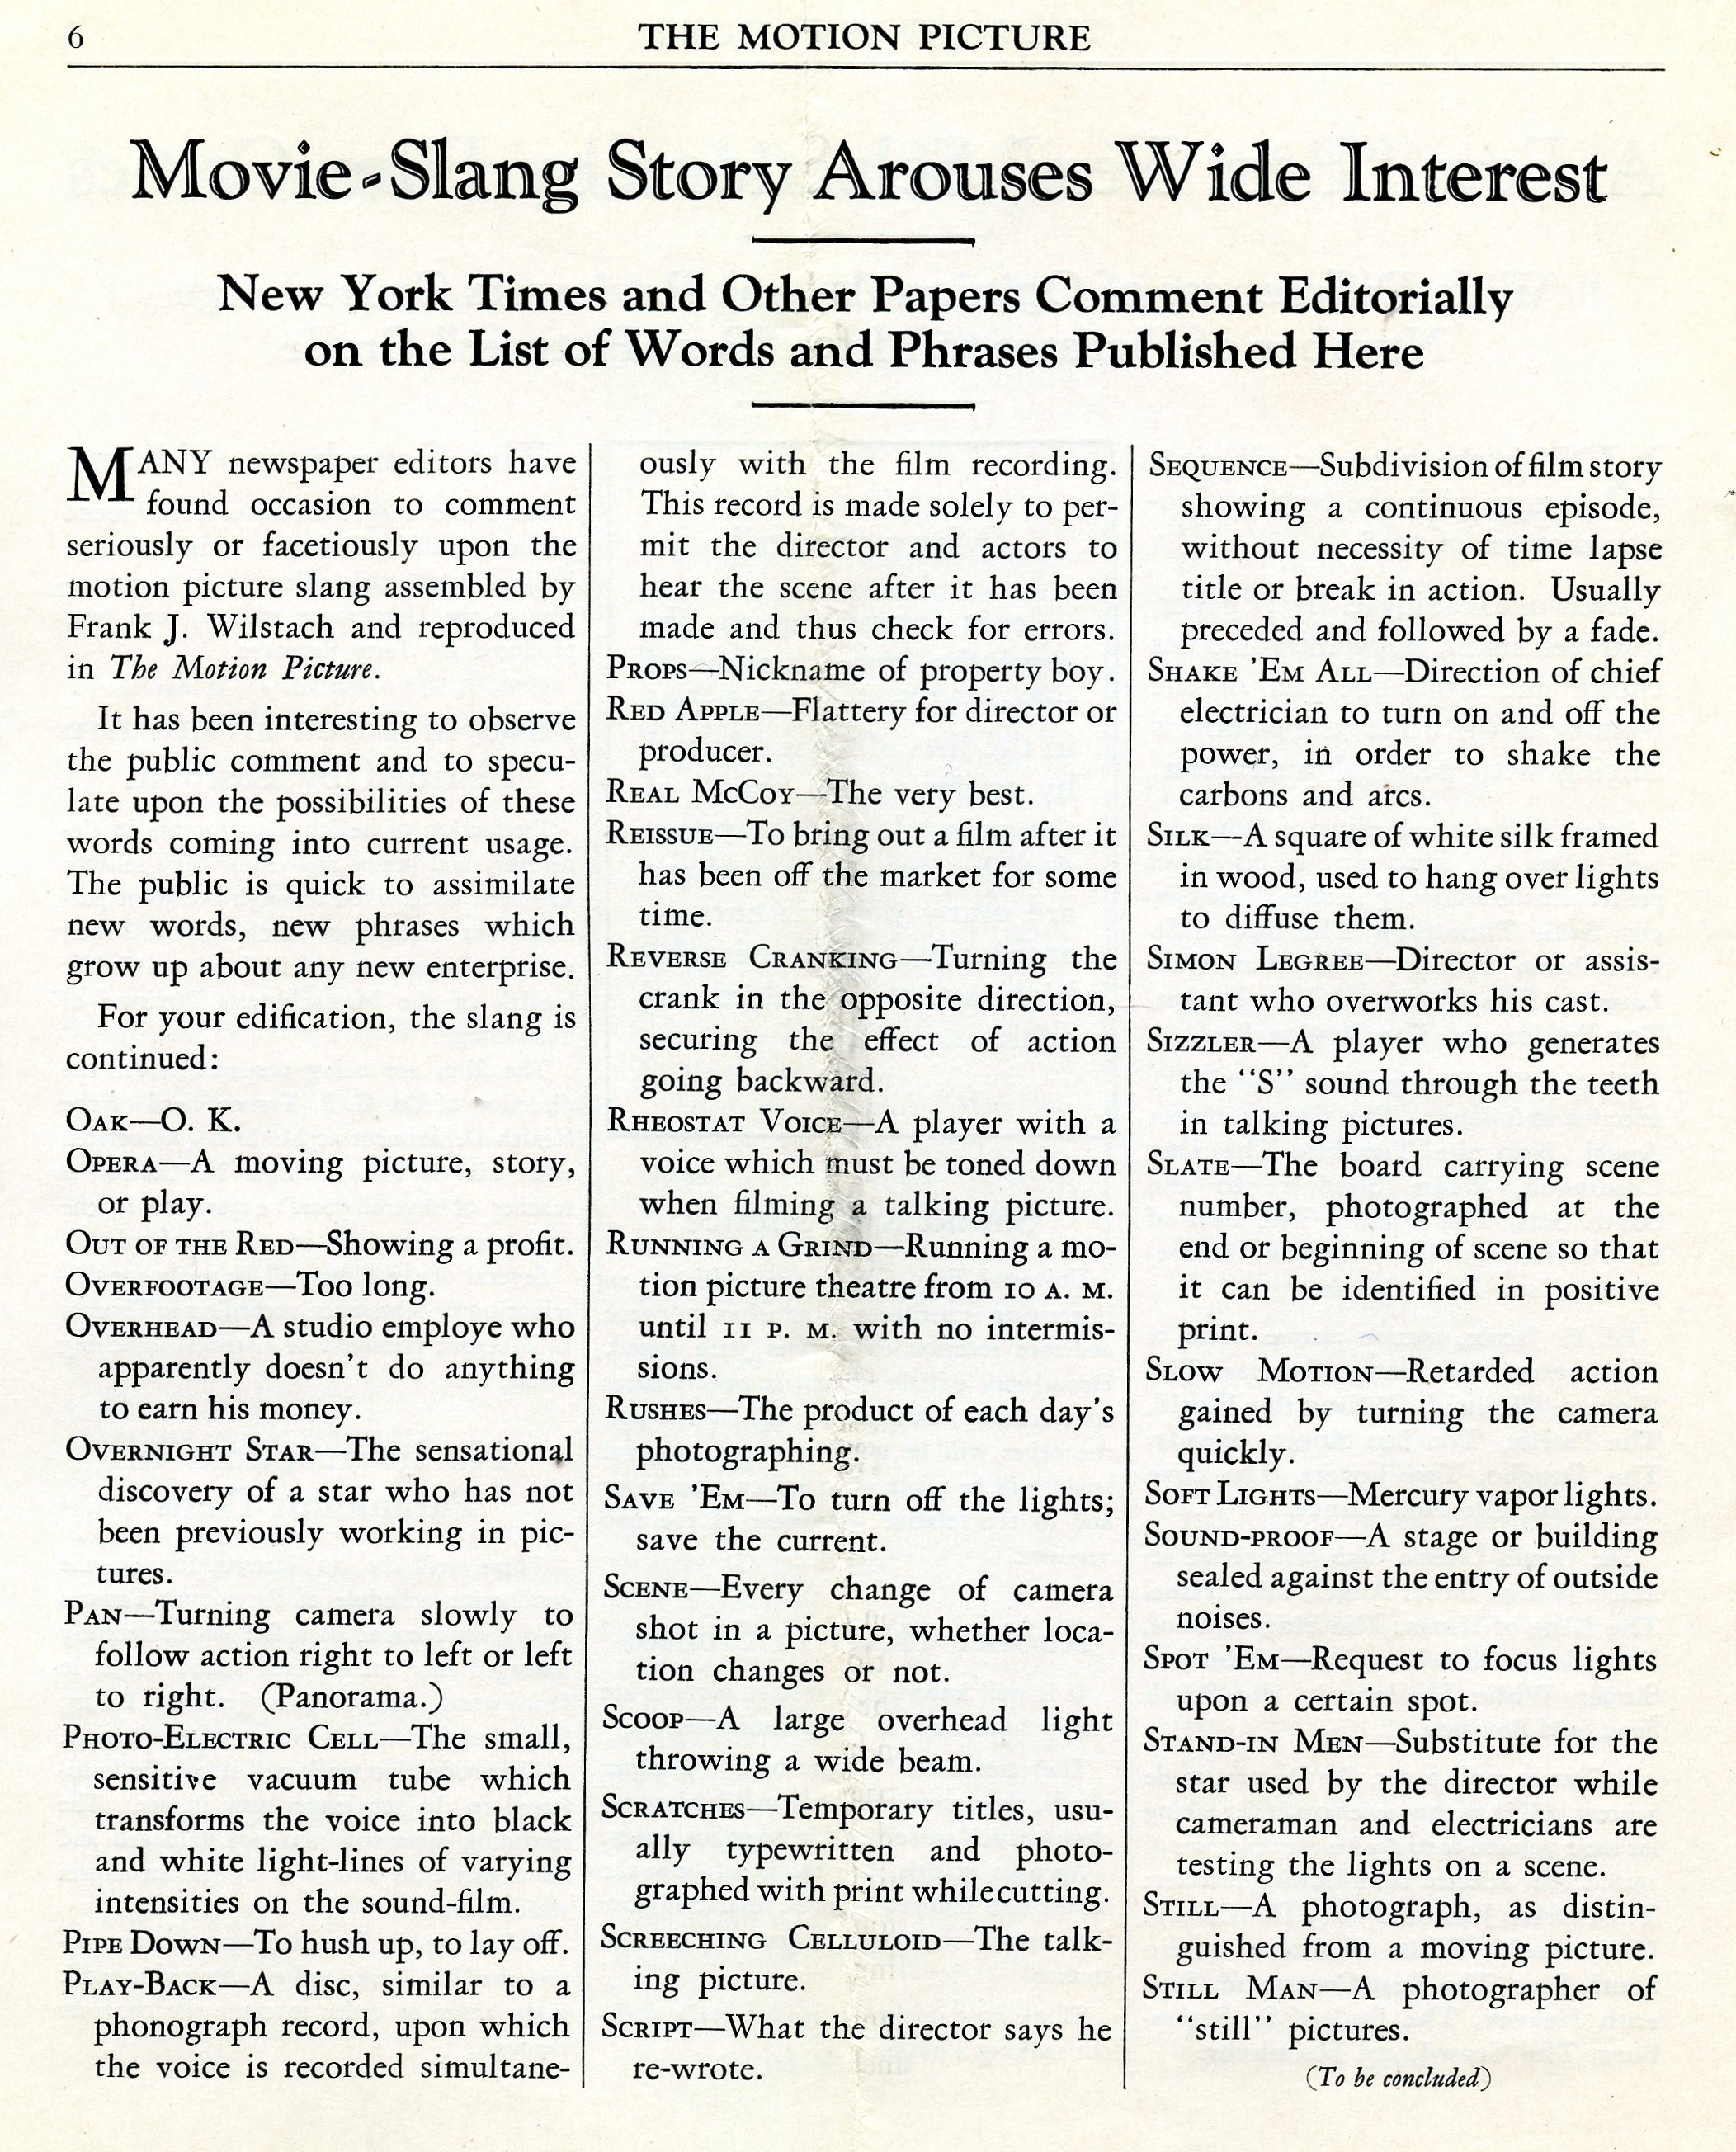 6
THE MOTION PICTURE
Movie-Slang Story Arouses Wide Interest
New York Times and Other Papers Comment Editorially
on the List of Words and Phrases Published Here
MANY newspaper editors have
found occasion to comment
seriously or facetiously upon the
motion picture slang assembled by
Frank J. Wilstach and reproduced
in The Motion Picture.
It has been interesting to observe
the public comment and to specu-
late upon the possibilities of these
words coming into current usage.
The public is quick to assimilate
new words, new phrases which
grow up about any new enterprise.
For your edification, the slang is
continued:
OAK—O. K.
OPERA—A moving picture, story,
or play.
OUT OF THE RED—Showing a profit.
OVERFOOTAGE—Too long.
OVERHEAD—A studio employe who
apparently doesn't do anything
to earn his money.
OVERNIGHT STAR—The sensational
discovery of a star who has not
been previously working in pic-
tures.
PAN—Turning camera slowly to
follow action right to left or left
to right. (Panorama.)
PHOTO-ELECTRIC CELL—The small,
sensitive vacuum tube which
transforms the voice into black
and white light-lines of varying
intensities on the sound-film.
PIPE DOWN—To hush up, to lay off.
PLAY-BACK—A disc, similar to a
phonograph record, upon which
the voice is recorded simultane-
ously with the film recording.
This record is made solely to per-
mit the director and actors to
hear the scene after it has been
made and thus check for errors.
PROPS—Nickname of property boy.
RED APPLE—Flattery for director or
producer.
REAL MCCOY—The very best.
REISSUE—To bring out a film after it
has been off the market for some
time.
REVERSE CRANKING—Turning the
crank in the opposite direction,
securing the effect of action
going backward.
RHEOSTAT VOICE—A player with a
voice which must be toned down
when filming a talking picture.
RUNNING A GRIND—Running a mo-
tion picture theatre from 10 A. M.
until 11 P. M. with no intermis-
sions.
RUSHES—The product of each day's
photographing.
SAVE 'EM—To turn off the lights;
save the current.
SCENE—Every change of camera
shot in a picture, whether loca-
tion changes or not.
SCOOP—A large overhead light
throwing a wide beam.
SCRATCHES—Temporary titles, usu-
ally typewritten and photo-
graphed with print while cutting.
SCREECHING CELLULOID—The talk-
ing picture.
SCRIPT—What the director says he
re-wrote.
SEQUENCE—Subdivision of film story
showing a continuous episode,
without necessity of time lapse
title or break in action. Usually
preceded and followed by a fade.
SHAKE 'EM ALL—Direction of chief
electrician to turn on and off the
power, in order to shake the
carbons and arcs.
SILK—A square of white silk framed
in wood, used to hang over lights
to diffuse them.
SIMON LEGREE—Director or assis-
tant who overworks his cast.
SIZZLER—A player who generates
the "S" sound through the teeth
in talking pictures.
SLATE—The board carrying scene
number, photographed at the
end or beginning of scene so that
it can be identified in positive
print.
SLOW MOTION—Retarded action
gained by turning the camera
quickly.
SOFT LIGHTS—Mercury vapor lights.
SOUND-PROOF—A stage or building
sealed against the entry of outside
noises.
SPOT 'EM—Request to focus lights
upon a certain spot.
STAND-IN MEN—Substitute for the
star used by the director while
cameraman and electricians are
testing the lights on a scene.
STILL—A photograph, as distin-
guished from a moving picture.
STILL MAN—A photographer of
"still" pictures.
(To be concluded)